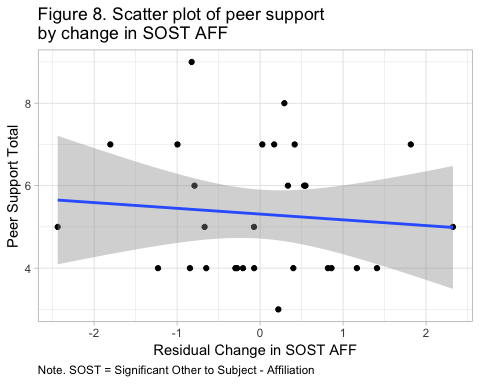 Figure 8. Scatter plot of peer support
by change in SOST AFF
Peer Support Total
8
6
4
-2 -1 0 1 2
Residual Change in SOST AFF
Note. SOST = Significant Other to Subject - Affiliation